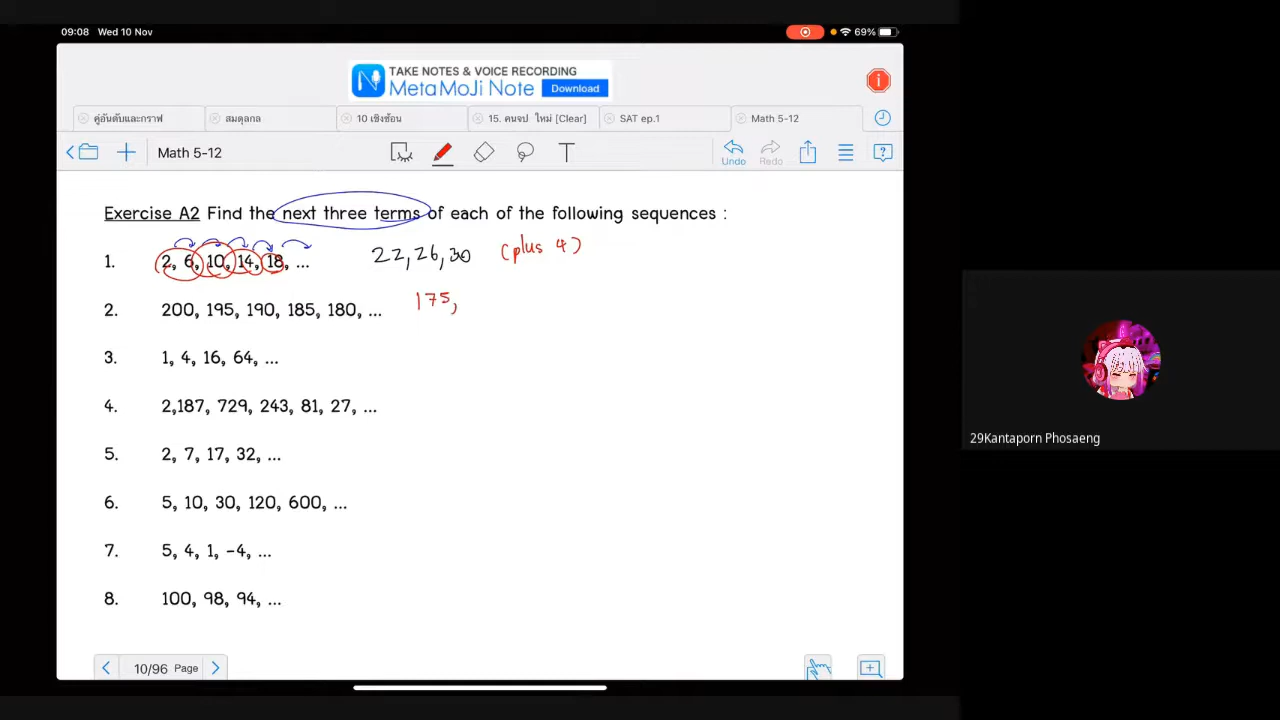 09:08 Wed 10 Nov 69%
TAKE NOTES & VOICE RECORDING
MetaMoJi Note Download
คู่อันดับและกราฟ สมดุลกล 10 เชิงซ้อน 15. คนจป ใหม่ [Clear] SAT ep.1 Math 5-12
Math 5-12 Undo Redo
Exercise A2 Find the next three terms of each of the following sequences :
1. 2, 6, 10, 14, 18, ... 22, 26, 30 (plus 4)
2. 200, 195, 190, 185, 180, ... 175,
3. 1, 4, 16, 64, ...
4. 2,187, 729, 243, 81, 27, ...
5. 2, 7, 17, 32, ...
6. 5, 10, 30, 120, 600, ...
7. 5, 4, 1, -4, ...
8. 100, 98, 94, ...
10/96 Page
29Kantaporn Phosaeng